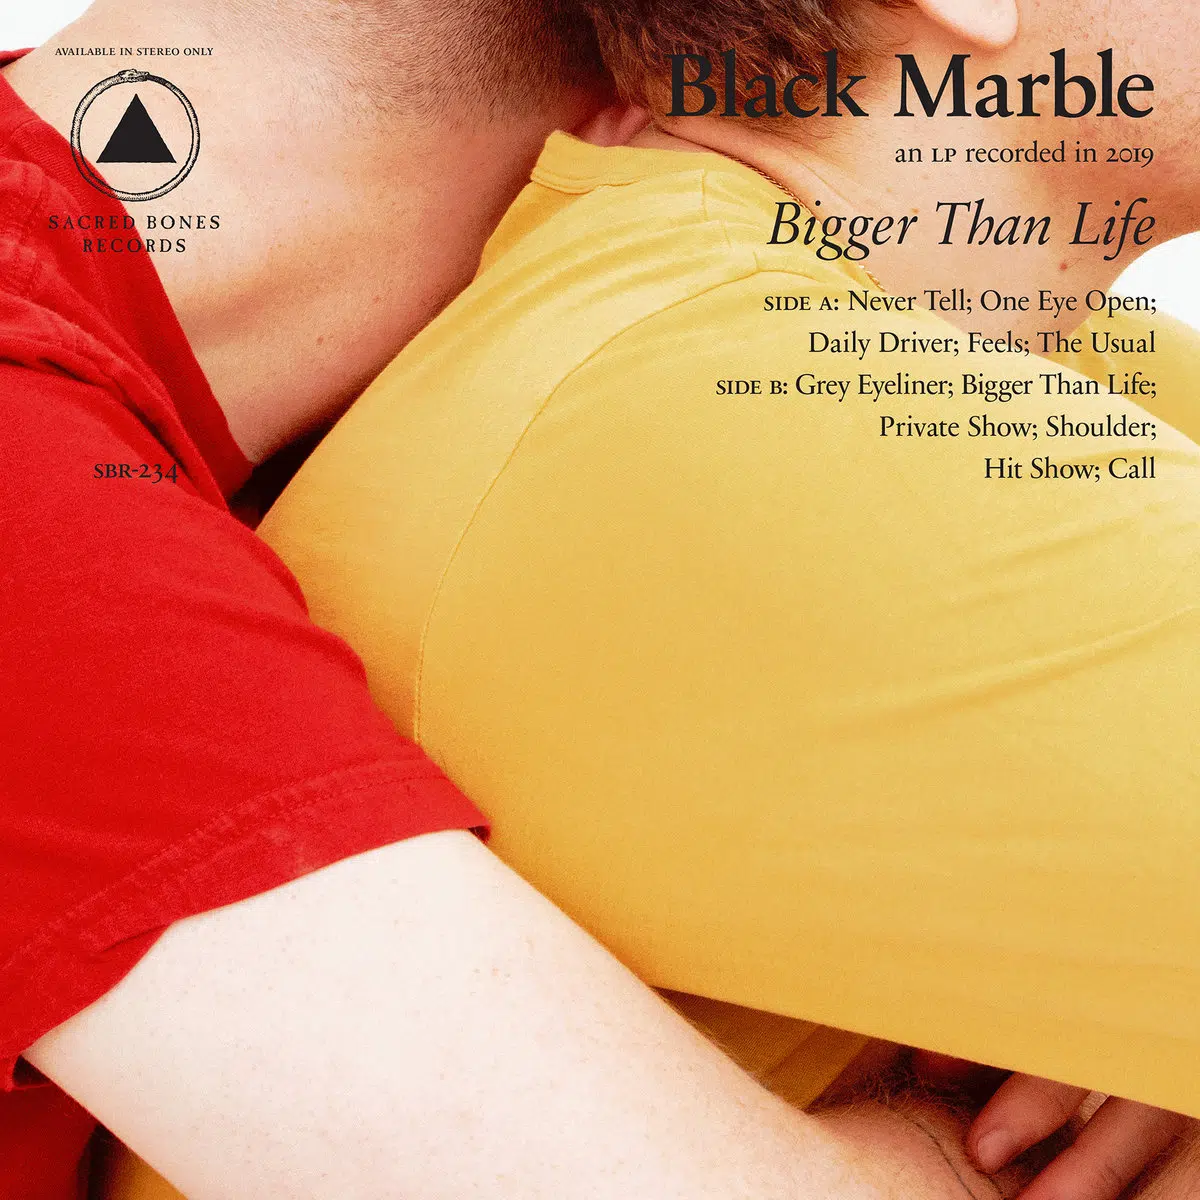 AVAILABLE IN STEREO ONLY
SACRED BONES
RECORDS
SBR-234
Black Marble
an LP recorded in 2019
Bigger Than Life
SIDE A: Never Tell; One Eye Open;
Daily Driver; Feels; The Usual
SIDE B: Grey Eyeliner; Bigger Than Life;
Private Show; Shoulder;
Hit Show; Call